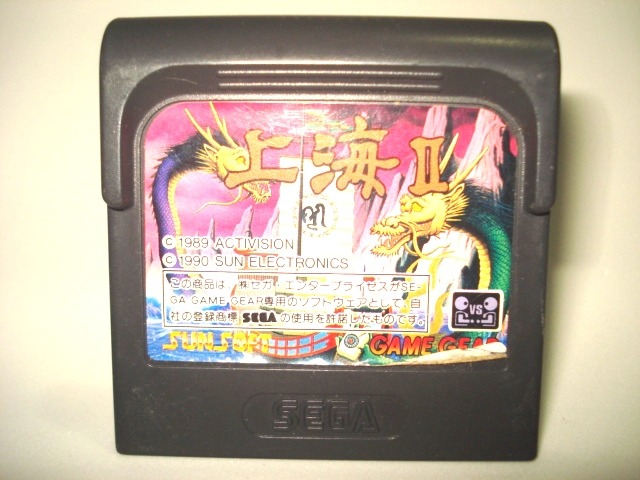 上海II
© 1989 ACTIVISION
© 1990 SUN ELECTRONICS
この商品は、㈱セガ・エンタープライゼスがSE-
GA GAME GEAR専用のソフトウェアとして、自
社の登録商標 SEGA の使用を許諾したものです。
VS
SUNSOFT GAME GEAR
SEGA